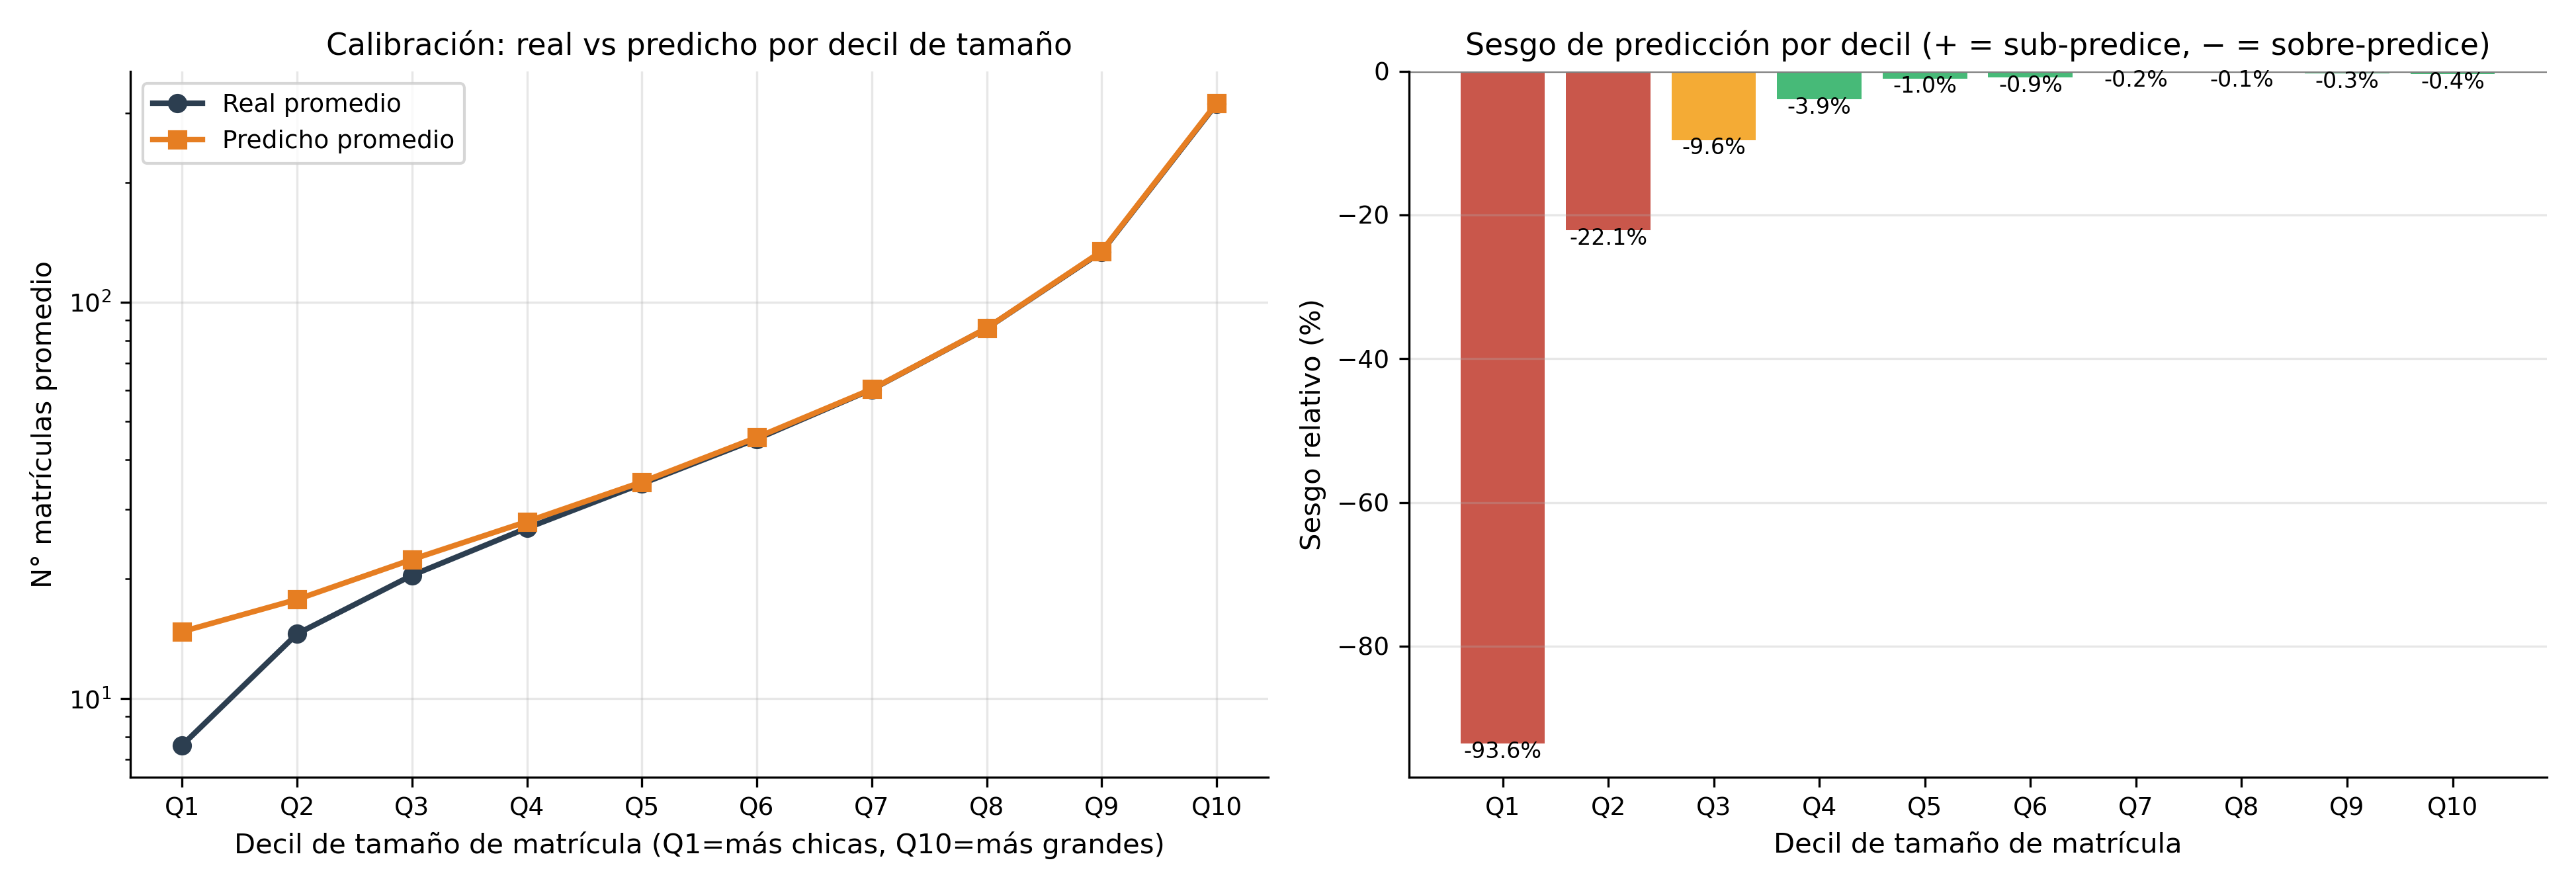 Calibración: real vs predicho por decil de tamaño
Real promedio
Predicho promedio
N° matrículas promedio
10²
10¹
Q1 Q2 Q3 Q4 Q5 Q6 Q7 Q8 Q9 Q10
Decil de tamaño de matrícula (Q1=más chicas, Q10=más grandes)
Sesgo de predicción por decil (+ = sub-predice, − = sobre-predice)
Sesgo relativo (%)
0
−20
−40
−60
−80
-93.6%
-22.1%
-9.6%
-3.9%
-1.0%
-0.9%
-0.2%
-0.1%
-0.3%
-0.4%
Q1 Q2 Q3 Q4 Q5 Q6 Q7 Q8 Q9 Q10
Decil de tamaño de matrícula